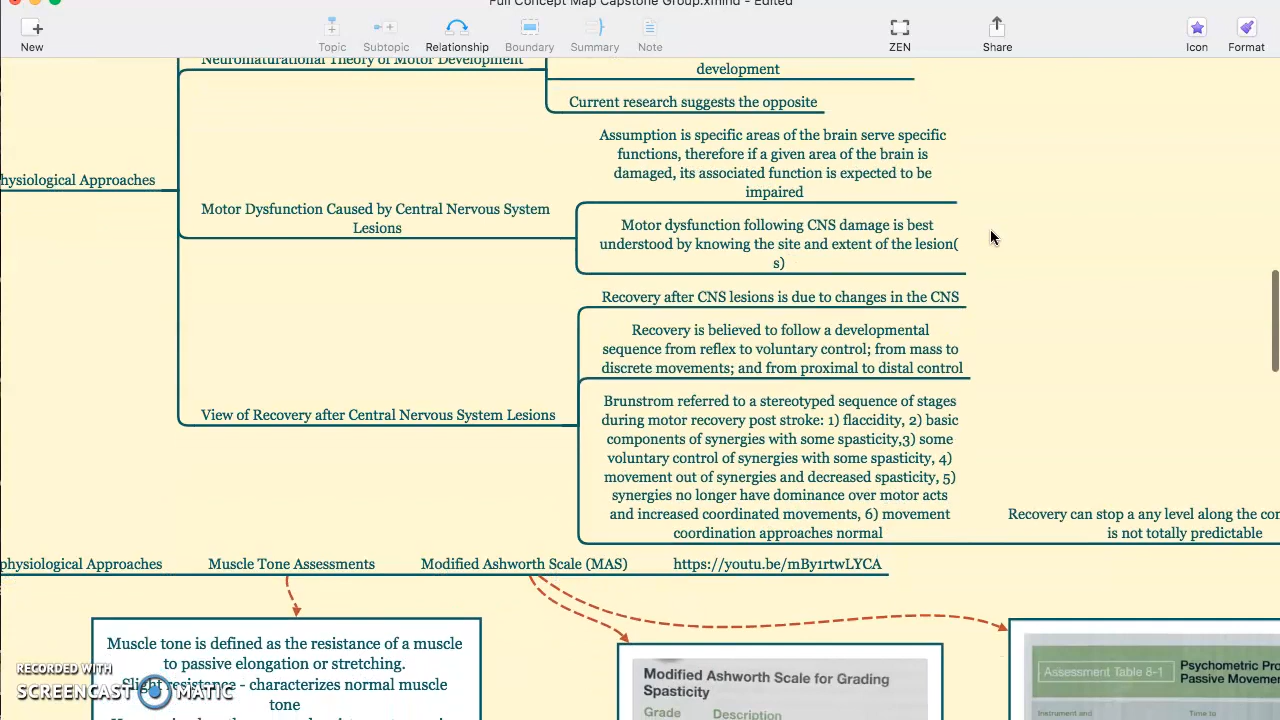 Full Concept Map Capstone Group.xmind - Edited
New
Topic
Subtopic
Relationship
Boundary
Summary
Note
ZEN
Share
Icon
Format
Neuromaturational Theory of Motor Development
development
Current research suggests the opposite
hysiological Approaches
Motor Dysfunction Caused by Central Nervous System
Lesions
Assumption is specific areas of the brain serve specific
functions, therefore if a given area of the brain is
damaged, its associated function is expected to be
impaired
Motor dysfunction following CNS damage is best
understood by knowing the site and extent of the lesion(
s)
View of Recovery after Central Nervous System Lesions
Recovery after CNS lesions is due to changes in the CNS
Recovery is believed to follow a developmental
sequence from reflex to voluntary control; from mass to
discrete movements; and from proximal to distal control
Brunstrom referred to a stereotyped sequence of stages
during motor recovery post stroke: 1) flaccidity, 2) basic
components of synergies with some spasticity,3) some
voluntary control of synergies with some spasticity, 4)
movement out of synergies and decreased spasticity, 5)
synergies no longer have dominance over motor acts
and increased coordinated movements, 6) movement
coordination approaches normal
Recovery can stop a any level along the con
is not totally predictable
physiological Approaches
Muscle Tone Assessments
Modified Ashworth Scale (MAS)
https://youtu.be/mBy1rtwLYCA
Muscle tone is defined as the resistance of a muscle
to passive elongation or stretching.
Slight resistance - characterizes normal muscle
tone
Modified Ashworth Scale for Grading
Spasticity
Grade Description
Assessment Table 8-1
Psychometric Pro
Passive Moveme
Instrument and
Time to
RECORDED WITH
SCREENCAST MATIC